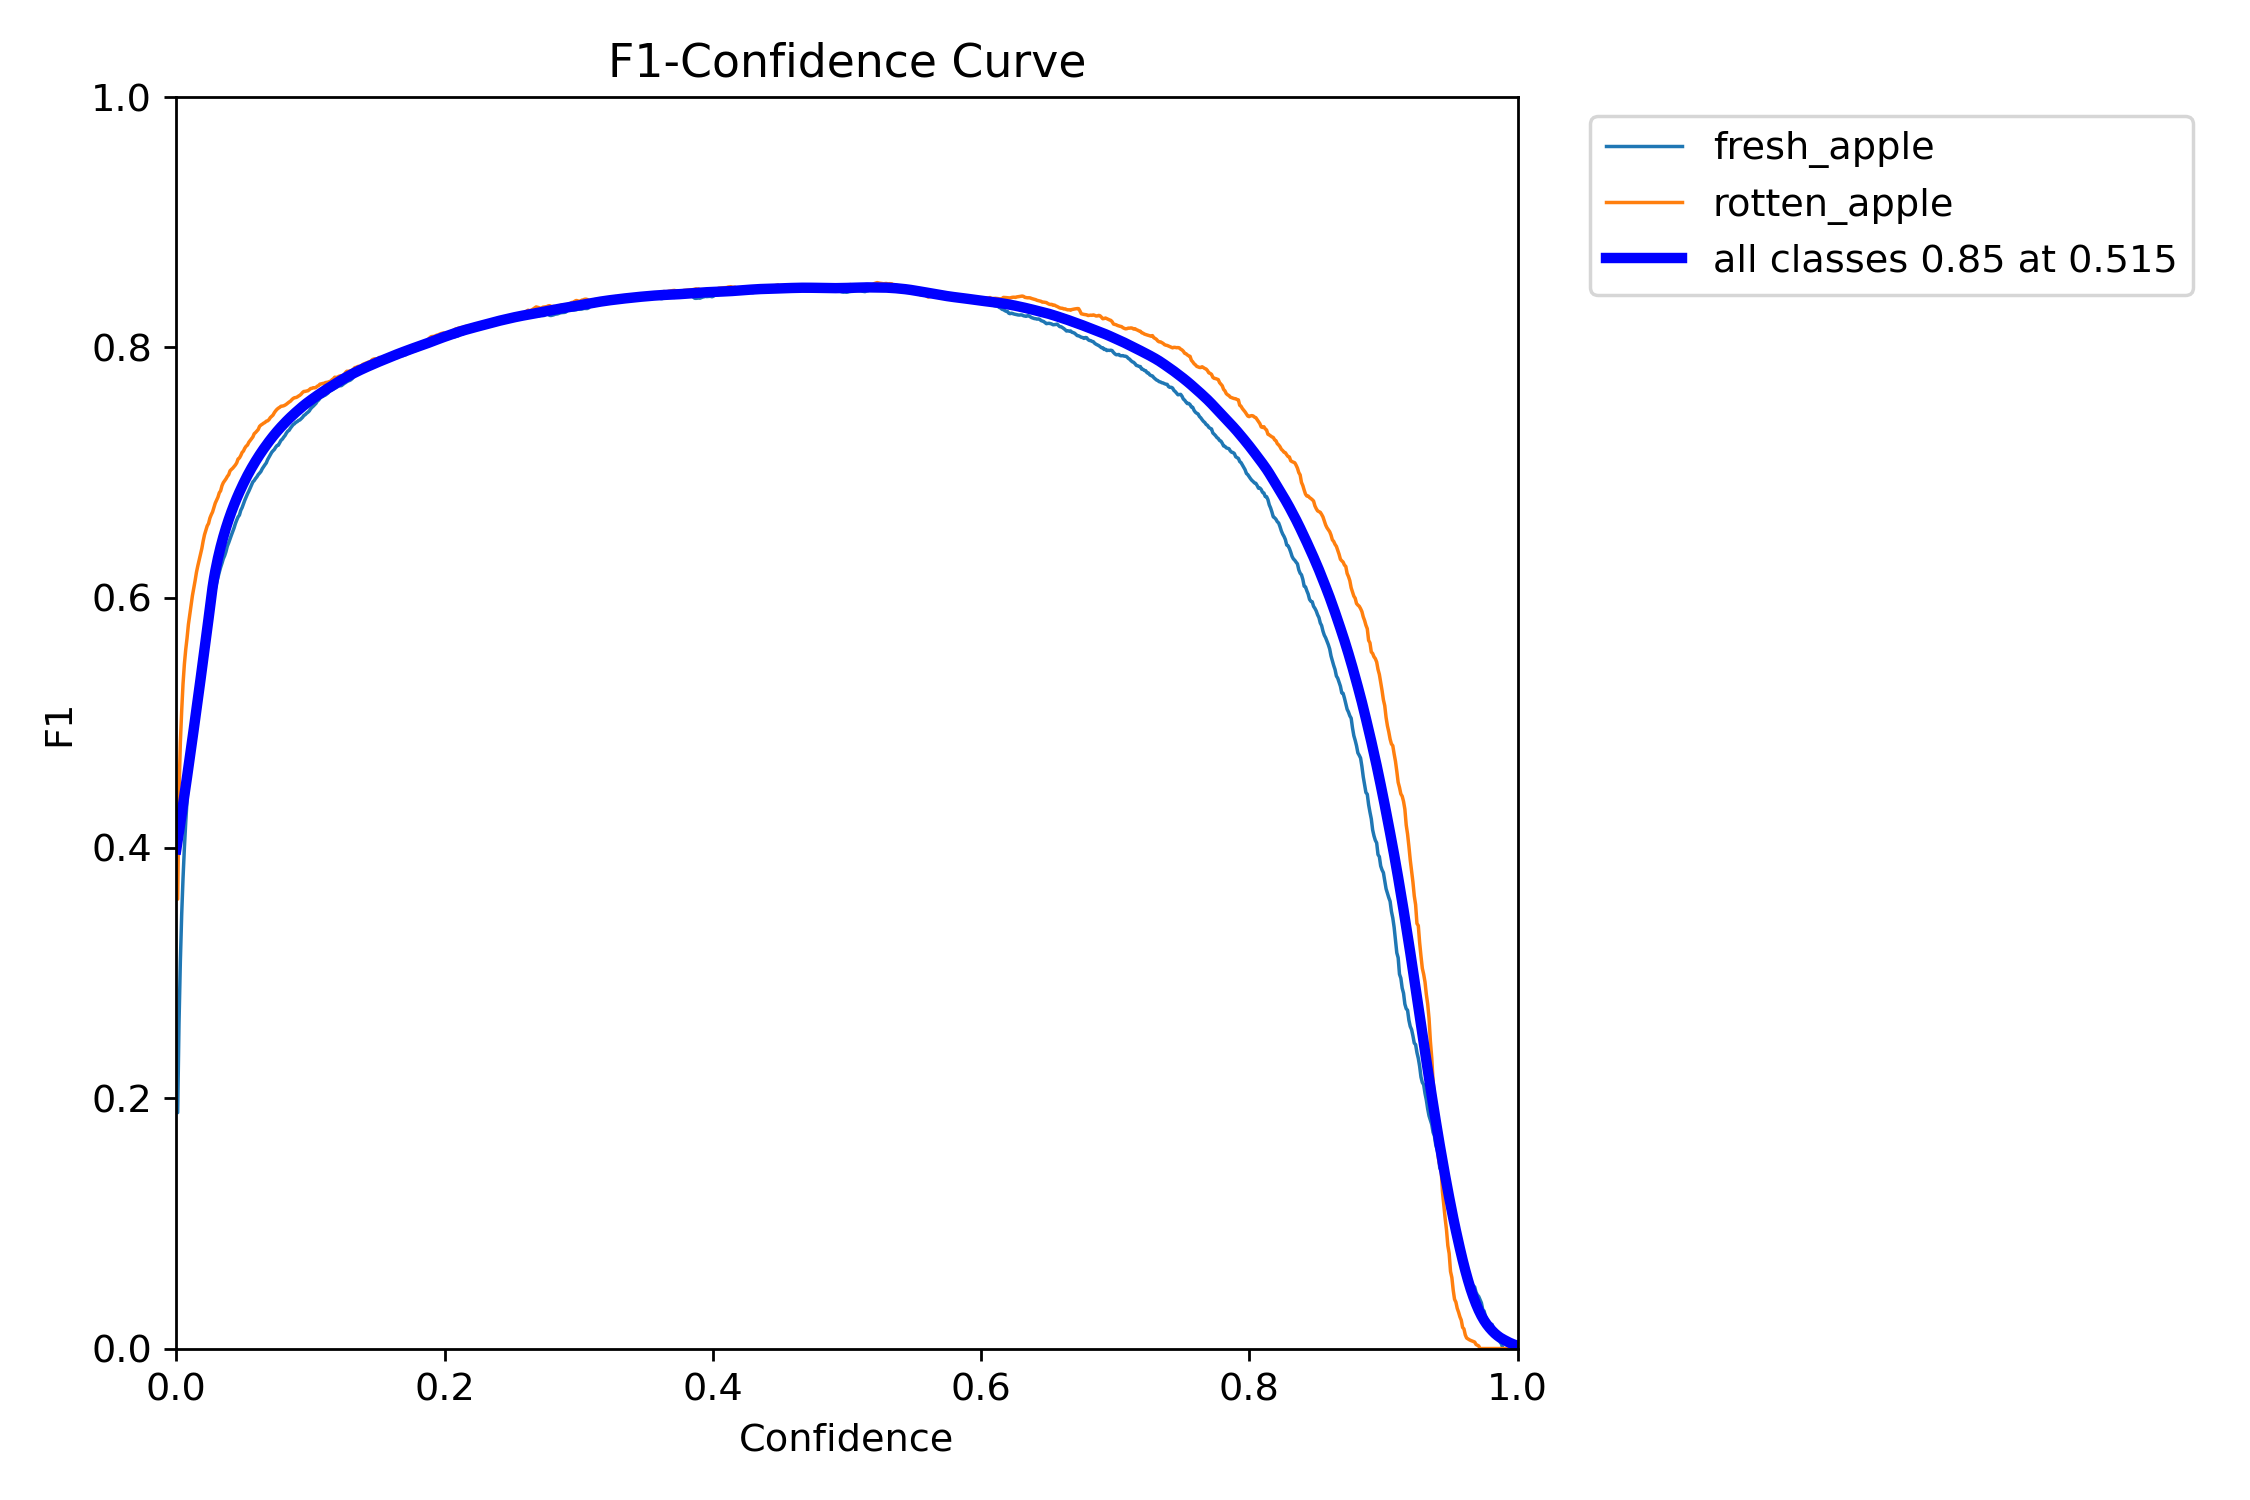 F1-Confidence Curve
1.0
0.8
0.6
0.4
0.2
0.0
F1
0.0 0.2 0.4 0.6 0.8 1.0
Confidence
fresh_apple
rotten_apple
all classes 0.85 at 0.515